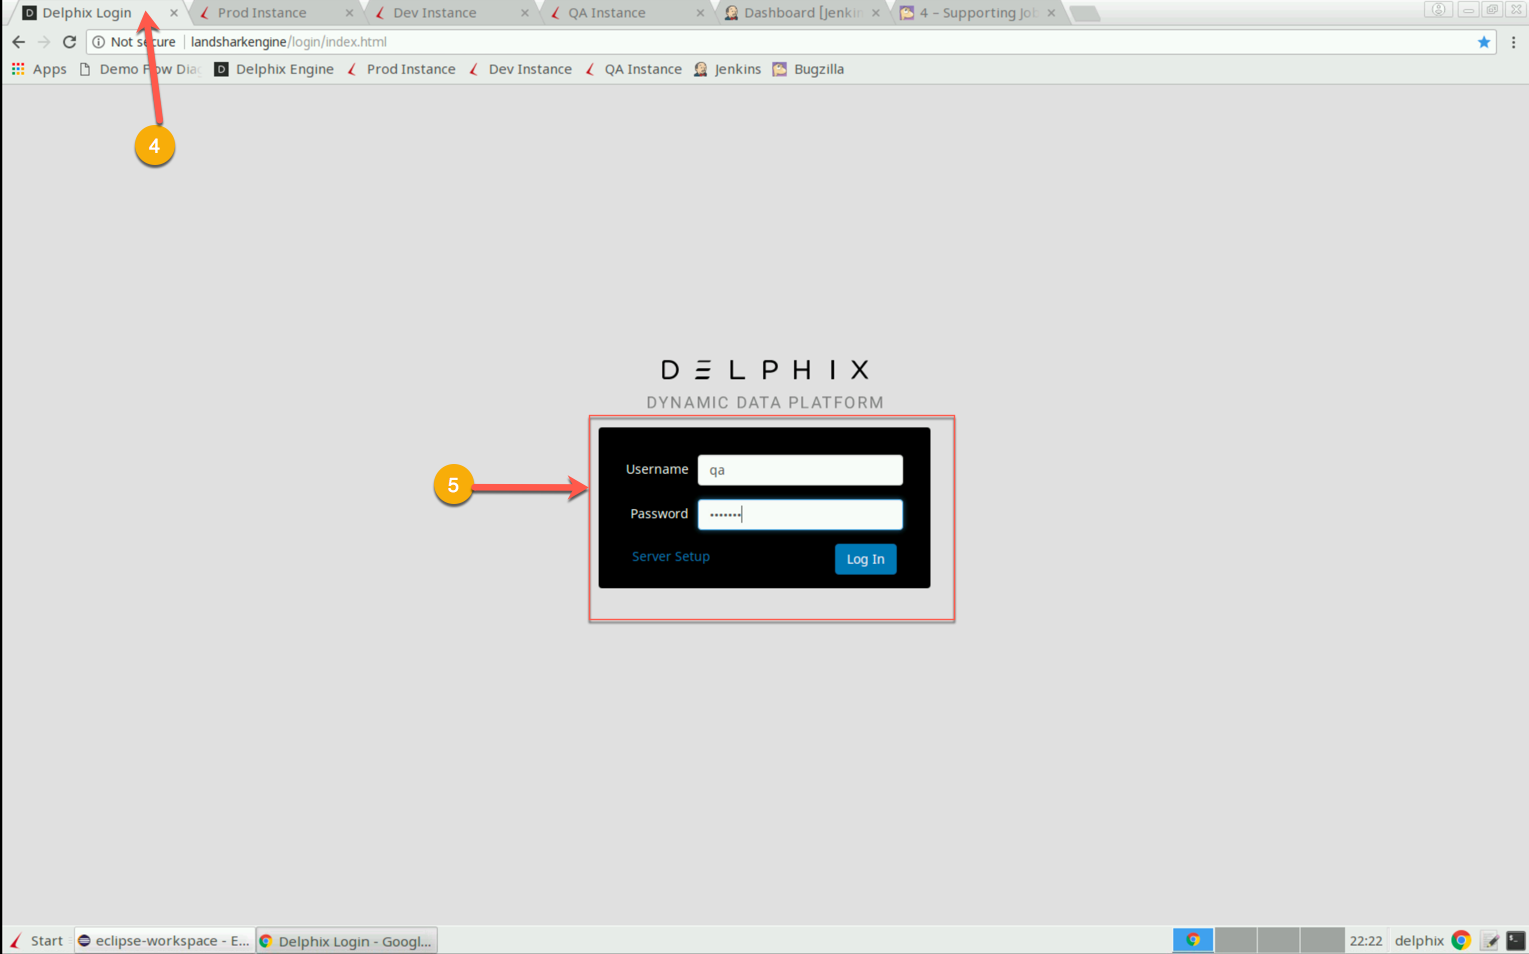 Delphix Login
Prod Instance
Dev Instance
QA Instance
Dashboard [Jenkin
4 – Supporting Job
Not secure | landsharkengine/login/index.html
Apps
Demo Flow Diag
Delphix Engine
Prod Instance
Dev Instance
QA Instance
Jenkins
Bugzilla
4
DELPHIX
DYNAMIC DATA PLATFORM
5
Username qa
Password •••••••
Server Setup
Log In
Start
eclipse-workspace - E...
Delphix Login - Googl...
22:22
delphix